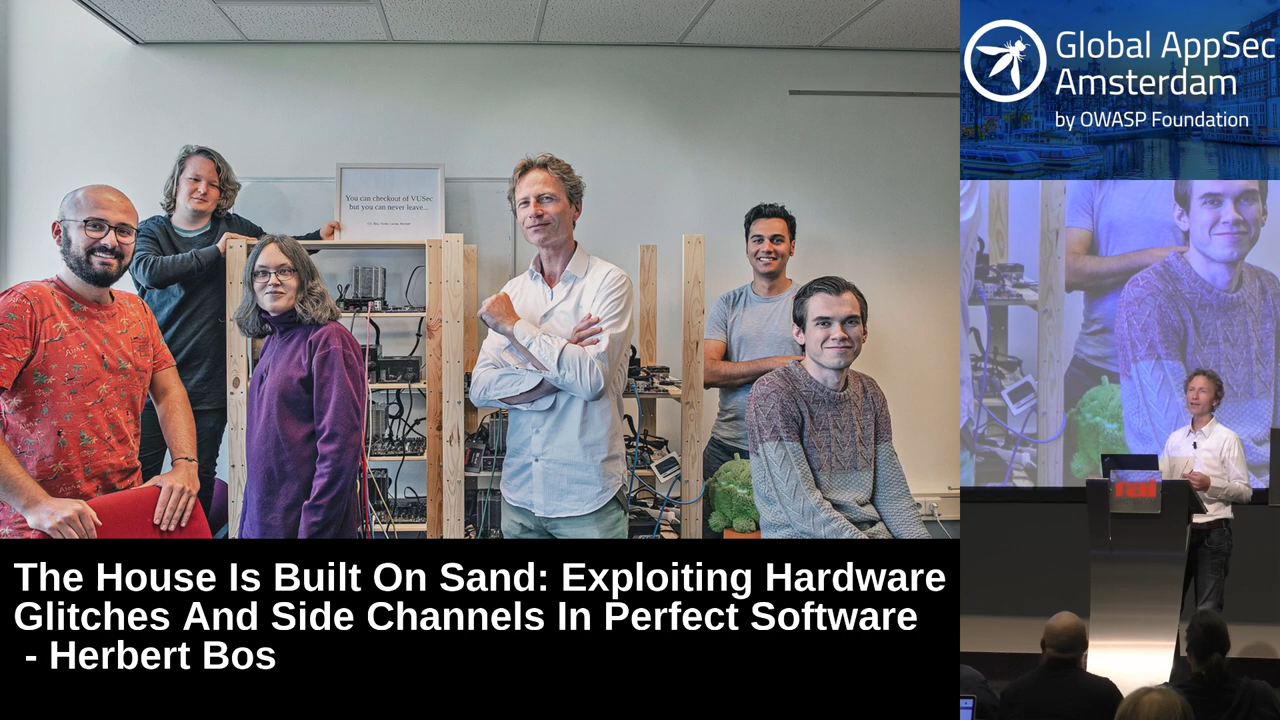 Global AppSec
Amsterdam
by OWASP Foundation
You can checkout of VUSec
but you can never leave...
rai
The House Is Built On Sand: Exploiting Hardware
Glitches And Side Channels In Perfect Software
- Herbert Bos